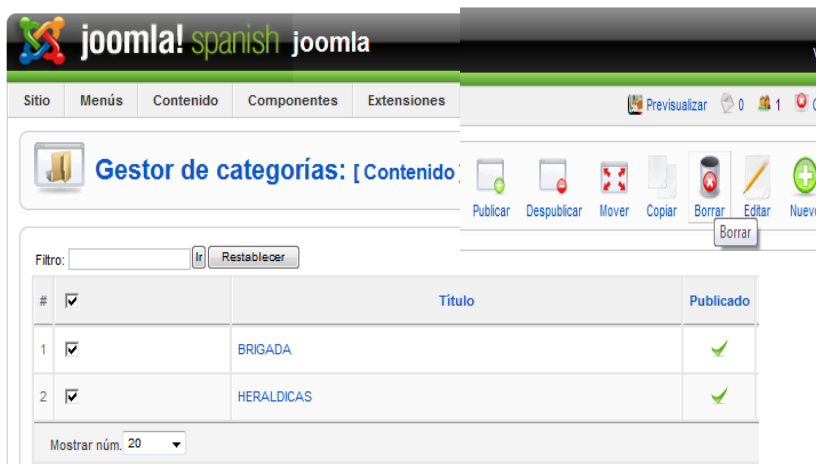 joomla! spanish joomla
Sitio Menús Contenido Componentes Extensiones
Previsualizar 0 1
Gestor de categorías: [ Contenido ]
Publicar Despublicar Mover Copiar Borrar Editar Nuevo
Borrar
Filtro: Ir Restablecer
# Título Publicado
1 BRIGADA
2 HERALDICAS
Mostrar núm. 20